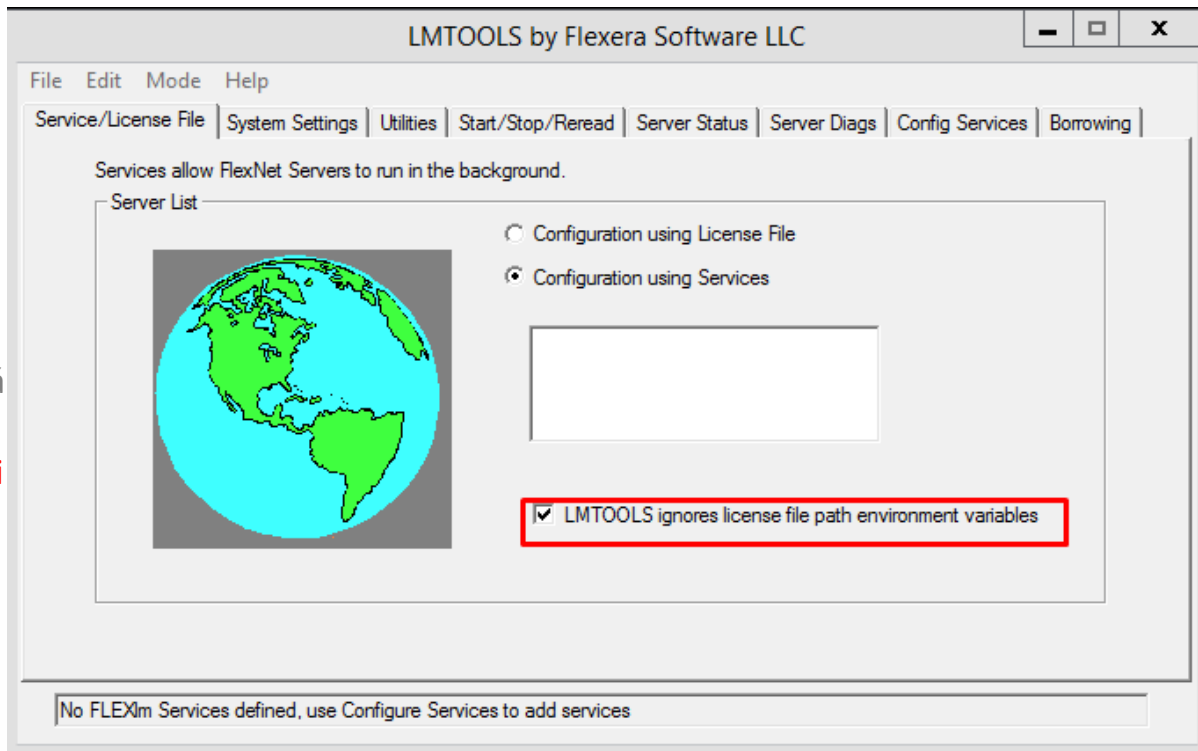 LMTOOLS by Flexera Software LLC
File Edit Mode Help
Service/License File System Settings Utilities Start/Stop/Reread Server Status Server Diags Config Services Borrowing
Services allow FlexNet Servers to run in the background.
Server List
Configuration using License File
Configuration using Services
LMTOOLS ignores license file path environment variables
No FLEXlm Services defined, use Configure Services to add services